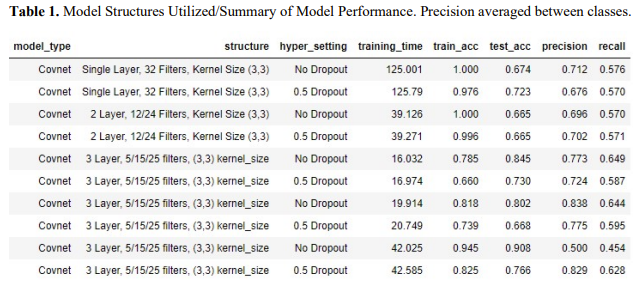 Table 1. Model Structures Utilized/Summary of Model Performance. Precision averaged between classes.
model_type structure hyper_setting training_time train_acc test_acc precision recall
Covnet Single Layer, 32 Filters, Kernel Size (3,3) No Dropout 125.001 1.000 0.674 0.712 0.576
Covnet Single Layer, 32 Filters, Kernel Size (3,3) 0.5 Dropout 125.79 0.976 0.723 0.676 0.570
Covnet 2 Layer, 12/24 Filters, Kernel Size (3,3) No Dropout 39.126 1.000 0.665 0.696 0.570
Covnet 2 Layer, 12/24 Filters, Kernel Size (3,3) 0.5 Dropout 39.271 0.996 0.665 0.702 0.571
Covnet 3 Layer, 5/15/25 filters, (3,3) kernel_size No Dropout 16.032 0.785 0.845 0.773 0.649
Covnet 3 Layer, 5/15/25 filters, (3,3) kernel_size 0.5 Dropout 16.974 0.660 0.730 0.724 0.587
Covnet 3 Layer, 5/15/25 filters, (3,3) kernel_size No Dropout 19.914 0.818 0.802 0.838 0.644
Covnet 3 Layer, 5/15/25 filters, (3,3) kernel_size 0.5 Dropout 20.749 0.739 0.668 0.775 0.595
Covnet 3 Layer, 5/15/25 filters, (3,3) kernel_size No Dropout 42.025 0.945 0.908 0.500 0.454
Covnet 3 Layer, 5/15/25 filters, (3,3) kernel_size 0.5 Dropout 42.585 0.825 0.766 0.829 0.628